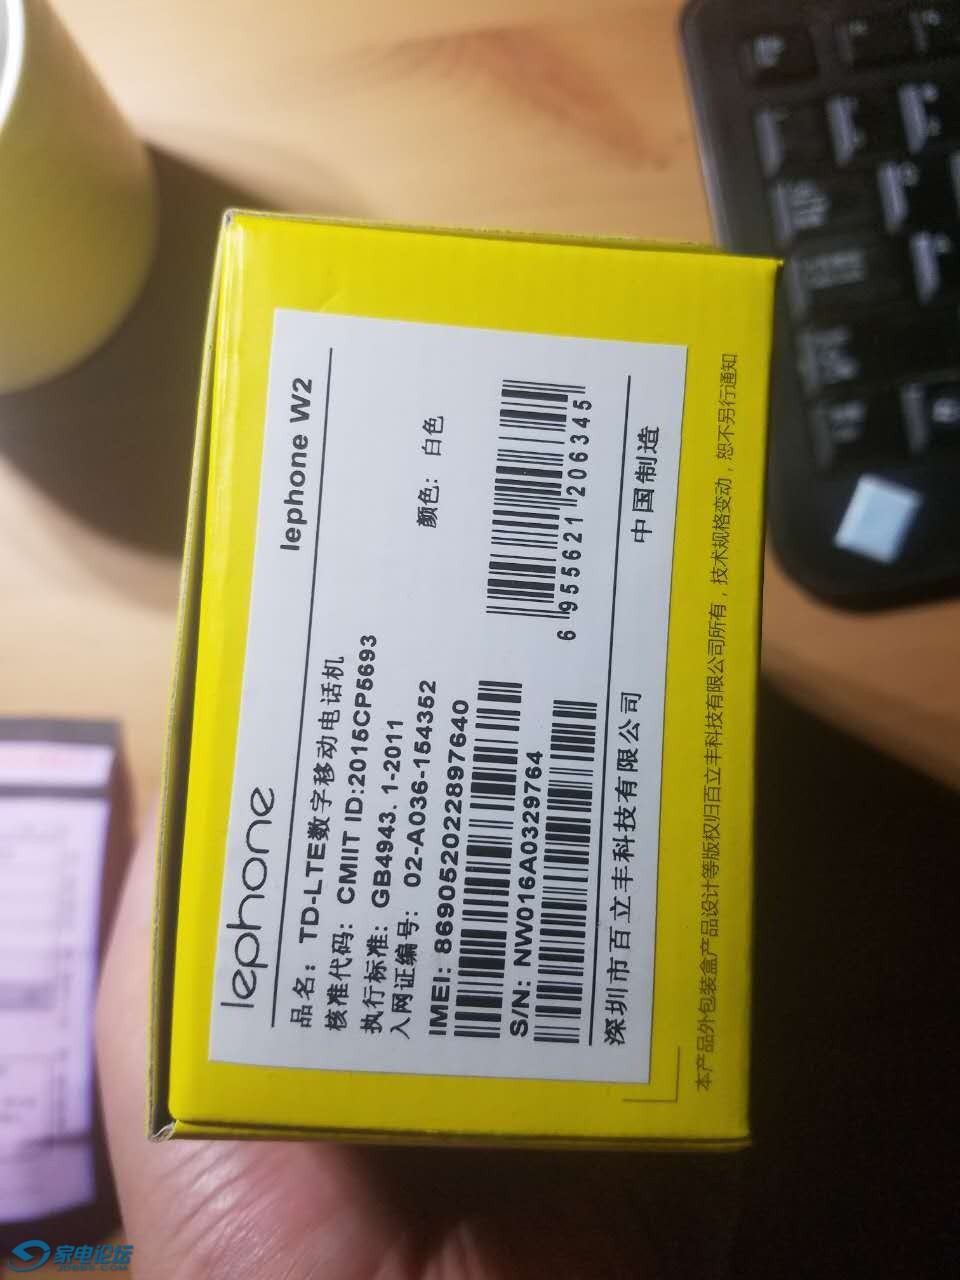 lephone
lephone W2
品名: TD-LTE数字移动电话机
核准代码: CMIIT ID:2015CP5693
执行标准: GB4943.1-2011
颜色: 白色
入网证编号: 02-A036-154352
IMEI: 869052022897640
S/N: NW016A0329764
6 955621 206345
深圳市百立丰科技有限公司
中国制造
本产品外包装盒产品设计等版权归百立丰科技有限公司所有，技术规格变动，恕不另行通知
家电论坛
JDBBS.COM